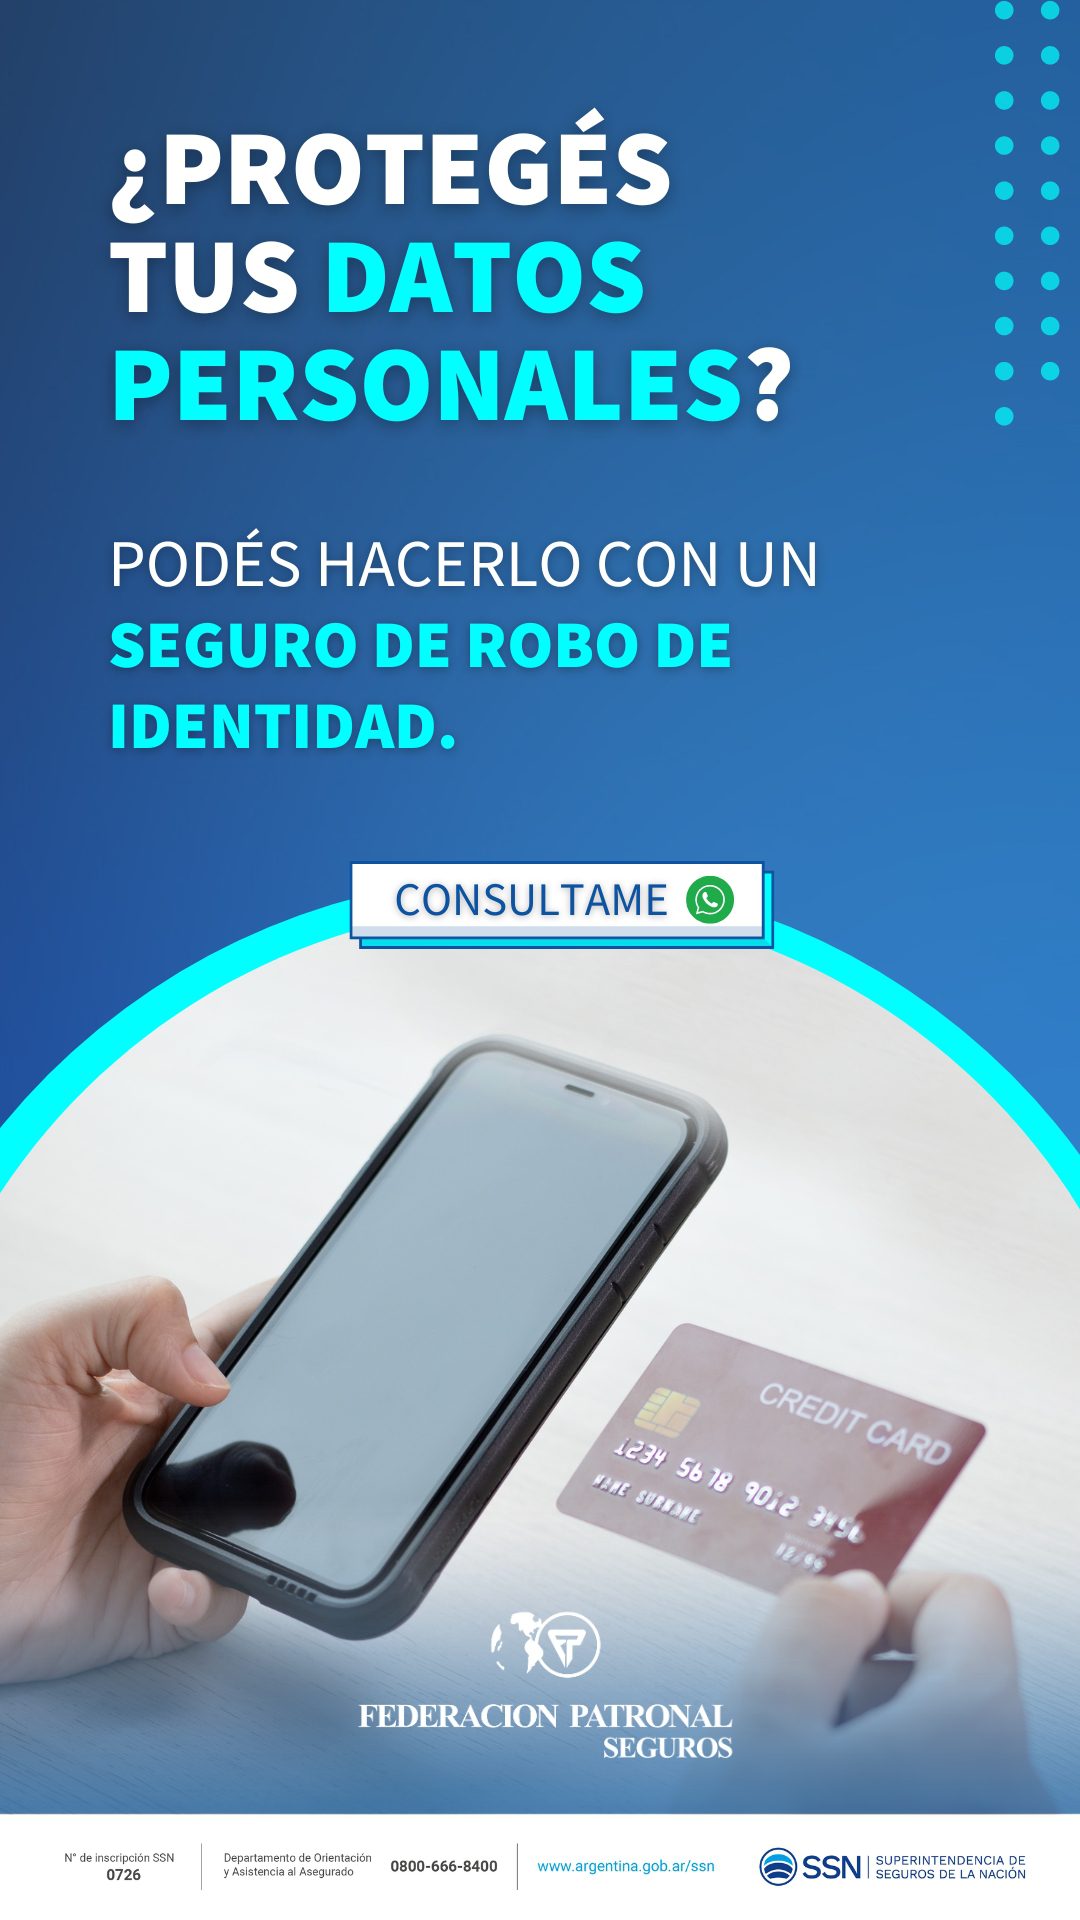 ¿PROTEGÉS
TUS DATOS
PERSONALES?
PODÉS HACERLO CON UN
SEGURO DE ROBO DE
IDENTIDAD.
CONSULTAME
CREDIT CARD
1234 5678 9012 3456
NAME SURNAME
12/99
FEDERACION PATRONAL
SEGUROS
N° de inscripción SSN
0726
Departamento de Orientación
y Asistencia al Asegurado
0800-666-8400
www.argentina.gob.ar/ssn
SSN
SUPERINTENDENCIA DE
SEGUROS DE LA NACIÓN